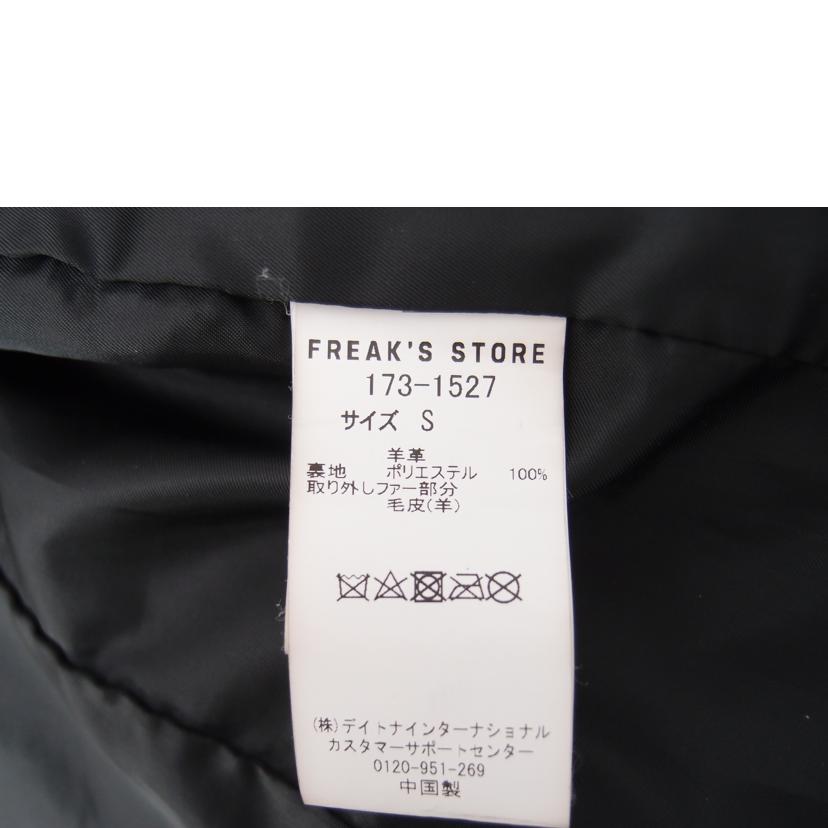 FREAK'S STORE
173-1527
サイズ S
羊革
裏地 ポリエステル 100%
取り外しファー部分
毛皮(羊)
(株)デイトナインターナショナル
カスタマーサポートセンター
0120-951-269
中国製